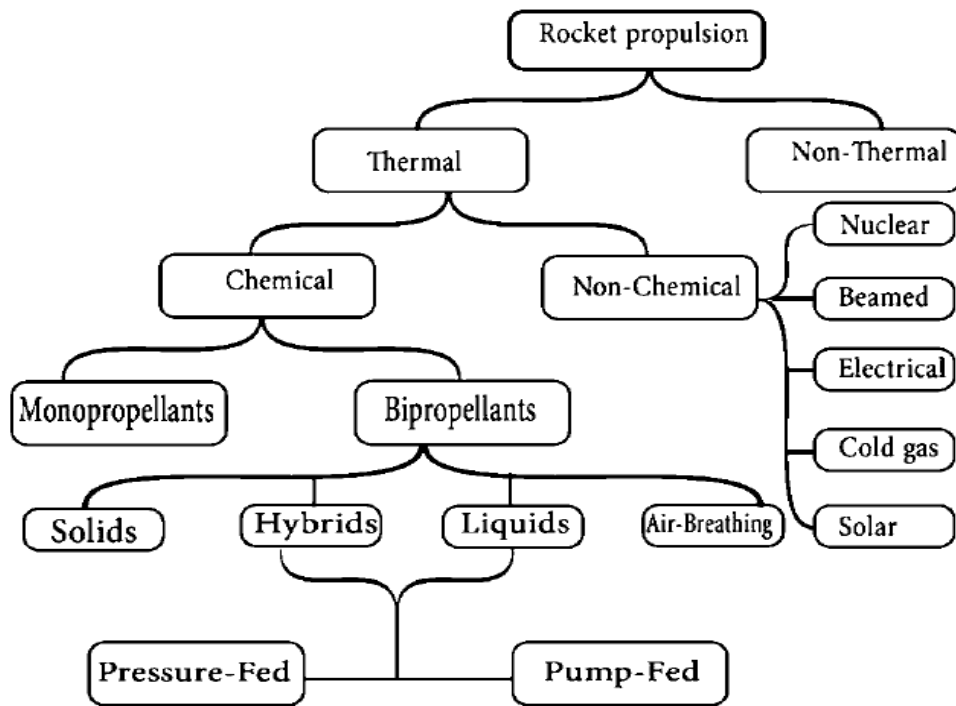 Rocket propulsion
Thermal
Non-Thermal
Chemical
Non-Chemical
Nuclear
Beamed
Electrical
Cold gas
Solar
Monopropellants
Bipropellants
Solids
Hybrids
Liquids
Air-Breathing
Pressure-Fed
Pump-Fed